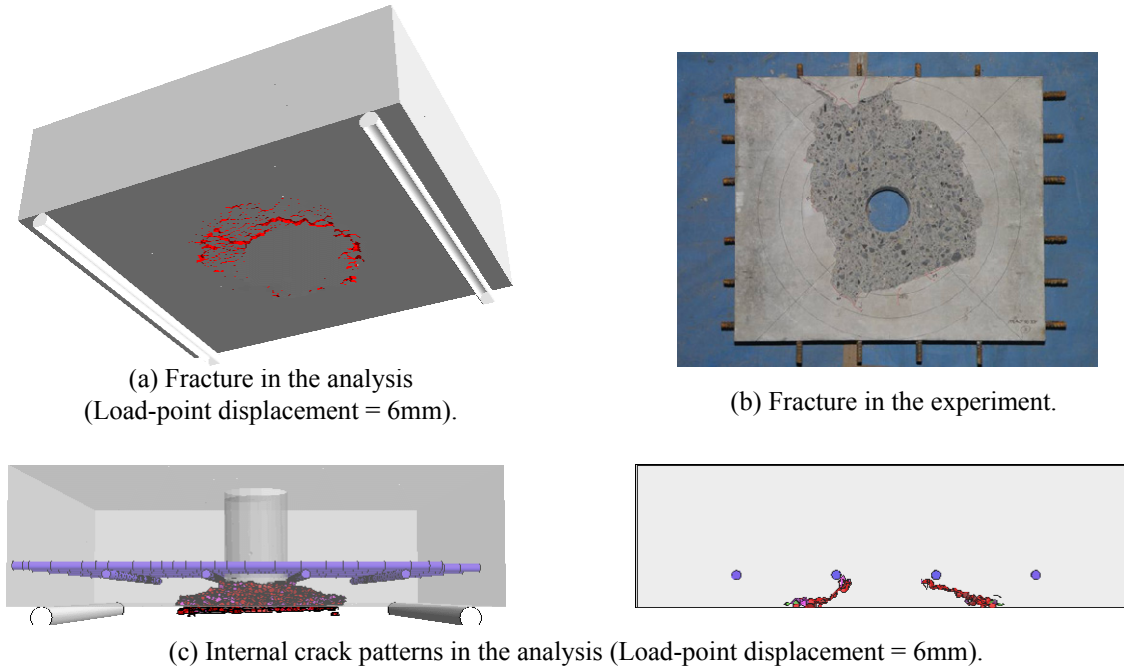 (a) Fracture in the analysis
(Load-point displacement = 6mm).
(b) Fracture in the experiment.
(c) Internal crack patterns in the analysis (Load-point displacement = 6mm).